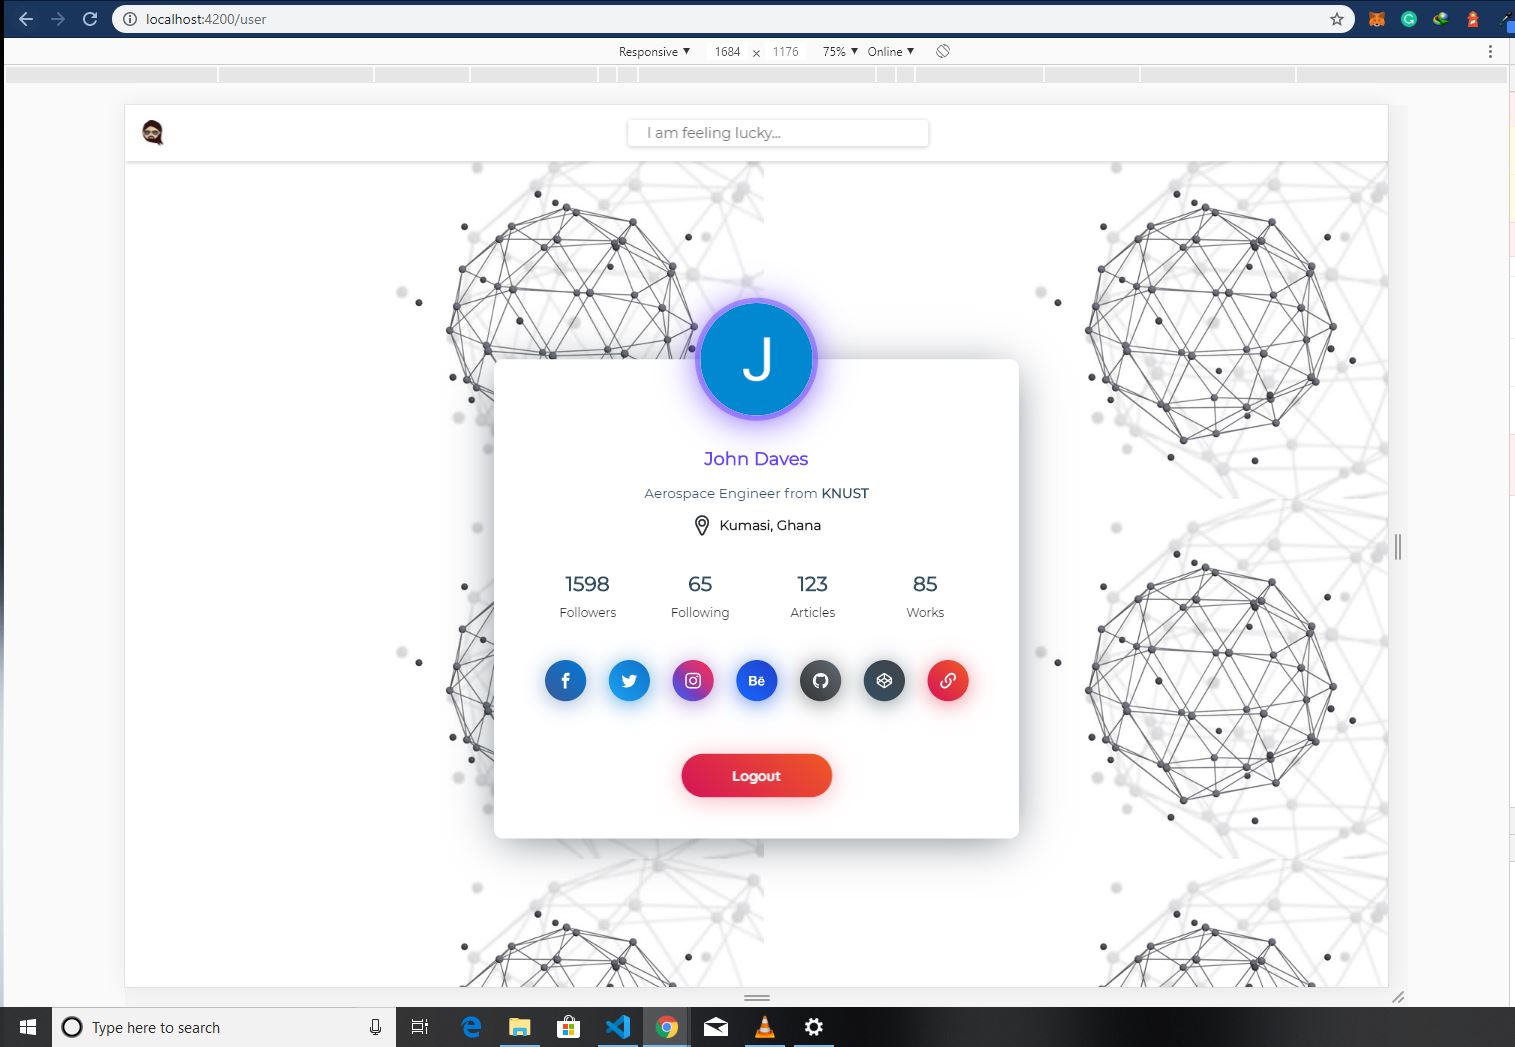 localhost:4200/user
Responsive ▼ 1684 x 1176 75% ▼ Online ▼
I am feeling lucky...
J
John Daves
Aerospace Engineer from KNUST
Kumasi, Ghana
1598 65 123 85
Followers Following Articles Works
Bē
Logout
Type here to search